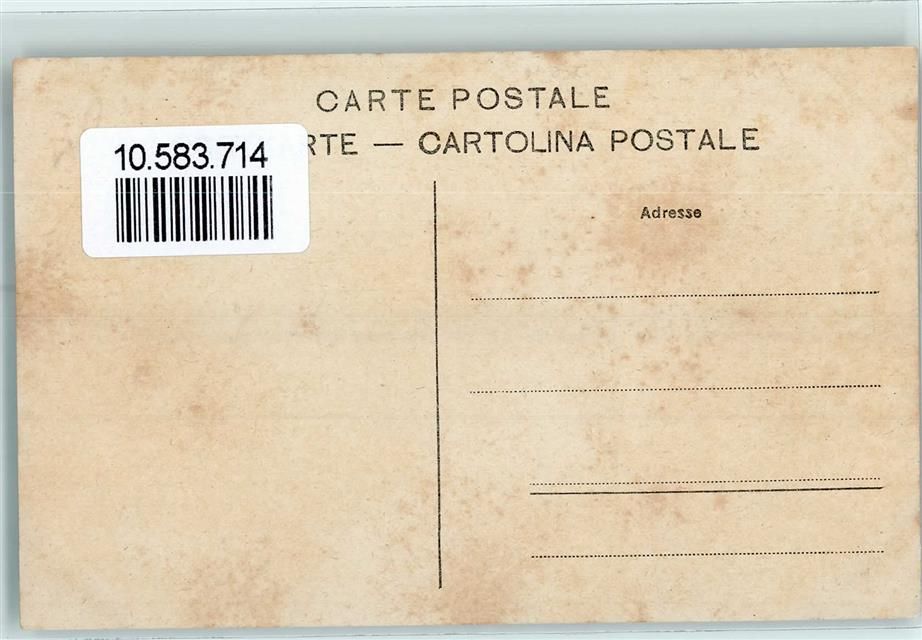 CARTE POSTALE
RTE — CARTOLINA POSTALE
10.583.714
Adresse